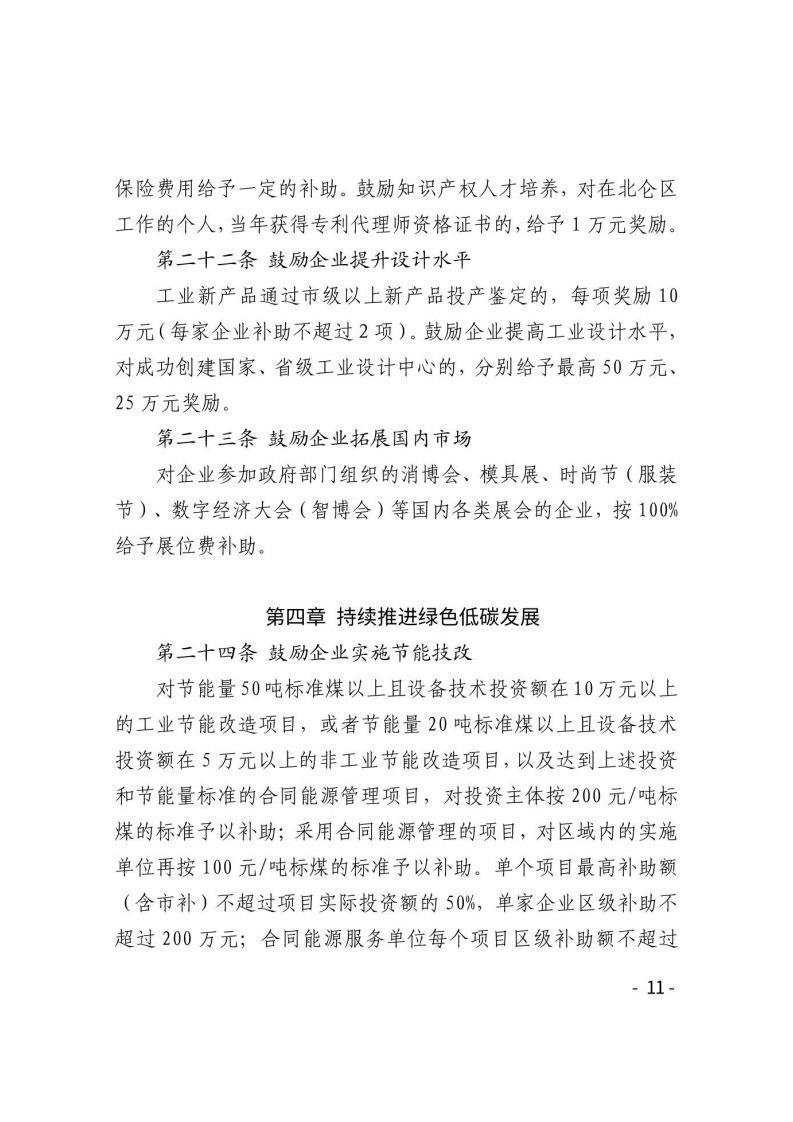 保险费用给予一定的补助。鼓励知识产权人才培养，对在北仑区
工作的个人，当年获得专利代理师资格证书的，给予 1 万元奖励。
第二十二条 鼓励企业提升设计水平
工业新产品通过市级以上新产品投产鉴定的，每项奖励 10
万元（每家企业补助不超过 2 项）。鼓励企业提高工业设计水平，
对成功创建国家、省级工业设计中心的，分别给予最高 50 万元、
25 万元奖励。
第二十三条 鼓励企业拓展国内市场
对企业参加政府部门组织的消博会、模具展、时尚节（服装
节）、数字经济大会（智博会）等国内各类展会的企业，按 100%
给予展位费补助。
第四章 持续推进绿色低碳发展
第二十四条 鼓励企业实施节能技改
对节能量 50 吨标准煤以上且设备技术投资额在 10 万元以上
的工业节能改造项目，或者节能量 20 吨标准煤以上且设备技术
投资额在 5 万元以上的非工业节能改造项目，以及达到上述投资
和节能量标准的合同能源管理项目，对投资主体按 200 元/吨标
煤的标准予以补助；采用合同能源管理的项目，对区域内的实施
单位再按 100 元/吨标煤的标准予以补助。单个项目最高补助额
（含市补）不超过项目实际投资额的 50%，单家企业区级补助不
超过 200 万元；合同能源服务单位每个项目区级补助额不超过
- 11 -